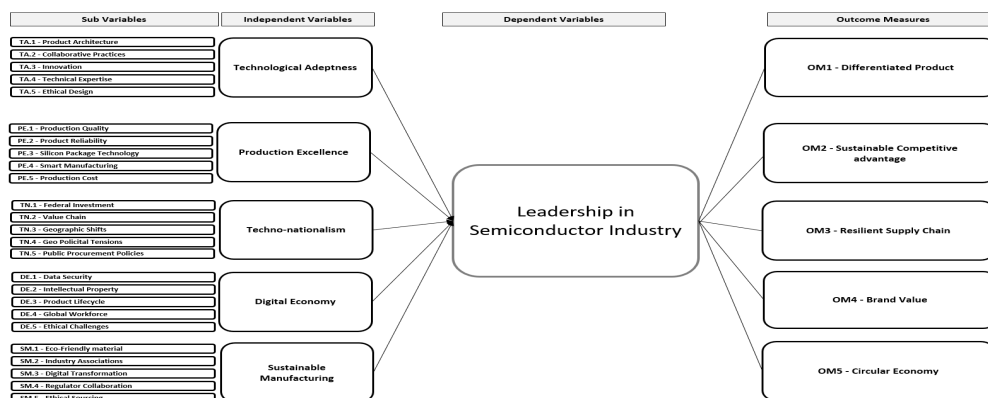 Sub Variables
Independent Variables
Dependent Variables
Outcome Measures
TA.1 - Product Architecture
TA.2 - Collaborative Practices
TA.3 - Innovation
TA.4 - Technical Expertise
TA.5 - Ethical Design
Technological Adeptness
PE.1 - Production Quality
PE.2 - Product Reliability
PE.3 - Silicon Package Technology
PE.4 - Smart Manufacturing
PE.5 - Production Cost
Production Excellence
TN.1 - Federal Investment
TN.2 - Value Chain
TN.3 - Geographic Shifts
TN.4 - Geo Policital Tensions
TN.5 - Public Procurement Policies
Techno-nationalism
DE.1 - Data Security
DE.2 - Intellectual Property
DE.3 - Product Lifecycle
DE.4 - Global Workforce
DE.5 - Ethical Challenges
Digital Economy
SM.1 - Eco-Friendly material
SM.2 - Industry Associations
SM.3 - Digital Transformation
SM.4 - Regulator Collaboration
SM.5 - Ethical Sourcing
Sustainable
Manufacturing
Leadership in
Semiconductor Industry
OM1 - Differentiated Product
OM2 - Sustainable Competitive
advantage
OM3 - Resilient Supply Chain
OM4 - Brand Value
OM5 - Circular Economy